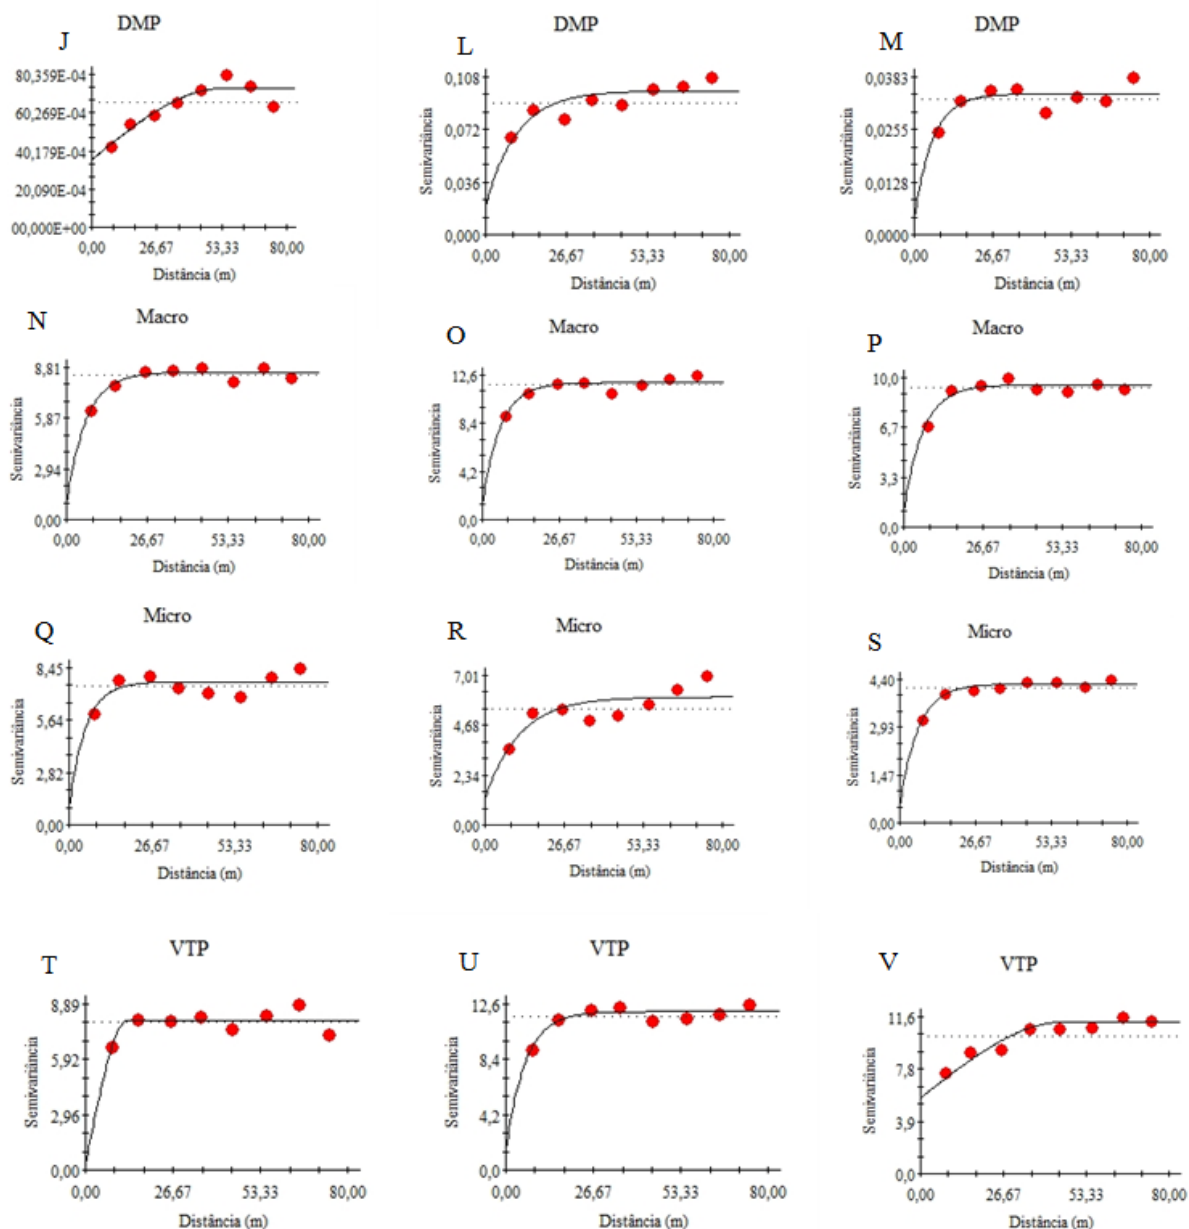 J
DMP
80,359E-04
60,269E-04
40,179E-04
20,090E-04
00,000E+00
0,00 26,67 53,33 80,00
Distância (m)
L
DMP
Semivariância
0,108
0,072
0,036
0,000
0,00 26,67 53,33 80,00
Distância (m)
M
DMP
Semivariância
0,0383
0,0255
0,0128
0,0000
0,00 26,67 53,33 80,00
Distância (m)
N
Macro
Semivariância
8,81
5,87
2,94
0,00
0,00 26,67 53,33 80,00
Distância (m)
O
Macro
Semivariância
12,6
8,4
4,2
0,0
0,00 26,67 53,33 80,00
Distância (m)
P
Macro
Semivariância
10,0
6,7
3,3
0,0
0,00 26,67 53,33 80,00
Distância (m)
Q
Micro
Semivariância
8,45
5,64
2,82
0,00
0,00 26,67 53,33 80,00
Distância (m)
R
Micro
Semivariância
7,01
4,68
2,34
0,00
0,00 26,67 53,33 80,00
Distância (m)
S
Micro
Semivariância
4,40
2,93
1,47
0,00
0,00 26,67 53,33 80,00
Distância (m)
T
VTP
Semivariância
8,89
5,92
2,96
0,00
0,00 26,67 53,33 80,00
Distância (m)
U
VTP
Semivariância
12,6
8,4
4,2
0,0
0,00 26,67 53,33 80,00
Distância (m)
V
VTP
Semivariância
11,6
7,8
3,9
0,0
0,00 26,67 53,33 80,00
Distância (m)